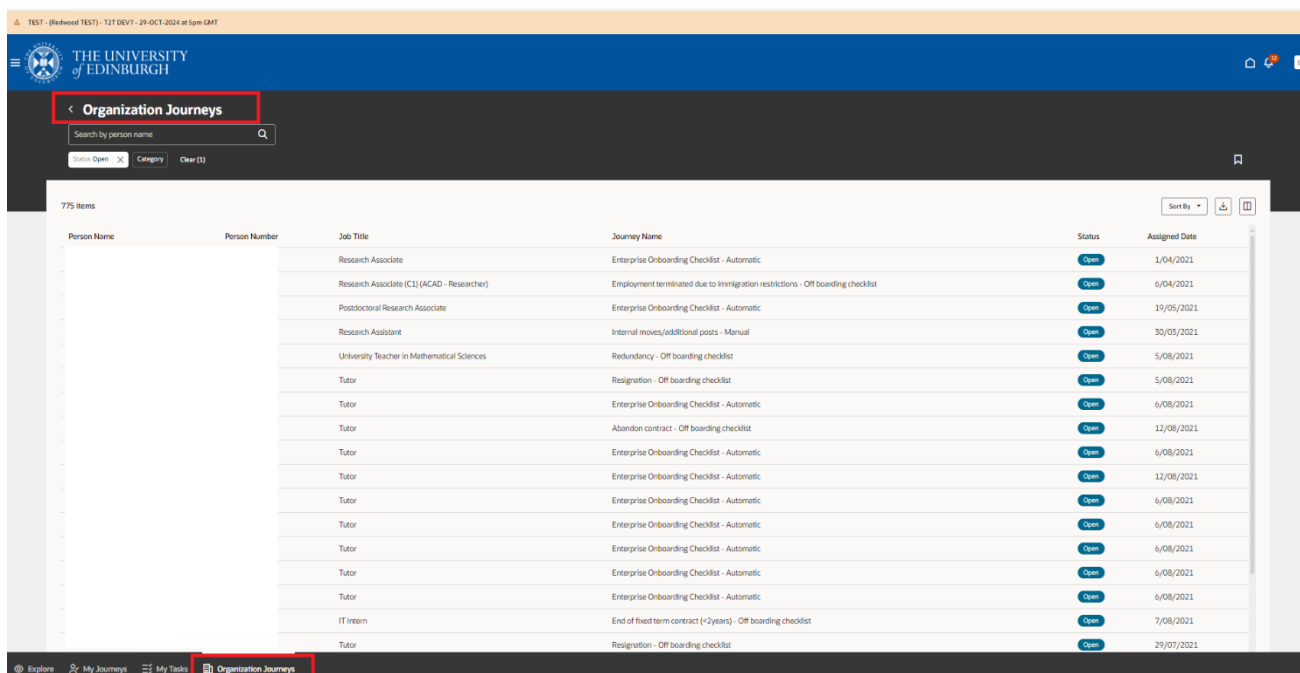 TEST - (Redwood TEST) - T2T DEV7 - 29-OCT-2024 at 5pm GMT
THE UNIVERSITY
of EDINBURGH
Organization Journeys
Search by person name
Status Open Category Clear (1)
775 items Sort By
Person Name Person Number Job Title Journey Name Status Assigned Date
Research Associate Enterprise Onboarding Checklist - Automatic Open 1/04/2021
Research Associate (C1) (ACAD - Researcher) Employment terminated due to immigration restrictions - Off boarding checklist Open 6/04/2021
Postdoctoral Research Associate Enterprise Onboarding Checklist - Automatic Open 19/05/2021
Research Assistant Internal moves/additional posts - Manual Open 30/03/2021
University Teacher in Mathematical Sciences Redundancy - Off boarding checklist Open 5/08/2021
Tutor Resignation - Off boarding checklist Open 5/08/2021
Tutor Enterprise Onboarding Checklist - Automatic Open 6/08/2021
Tutor Abandon contract - Off boarding checklist Open 12/08/2021
Tutor Enterprise Onboarding Checklist - Automatic Open 6/08/2021
Tutor Enterprise Onboarding Checklist - Automatic Open 12/08/2021
Tutor Enterprise Onboarding Checklist - Automatic Open 6/08/2021
Tutor Enterprise Onboarding Checklist - Automatic Open 6/08/2021
Tutor Enterprise Onboarding Checklist - Automatic Open 6/08/2021
Tutor Enterprise Onboarding Checklist - Automatic Open 6/08/2021
Tutor Enterprise Onboarding Checklist - Automatic Open 6/08/2021
IT Intern End of fixed term contract (<2years) - Off boarding checklist Open 7/08/2021
Tutor Resignation - Off boarding checklist Open 29/07/2021
Explore My Journeys My Tasks Organization Journeys